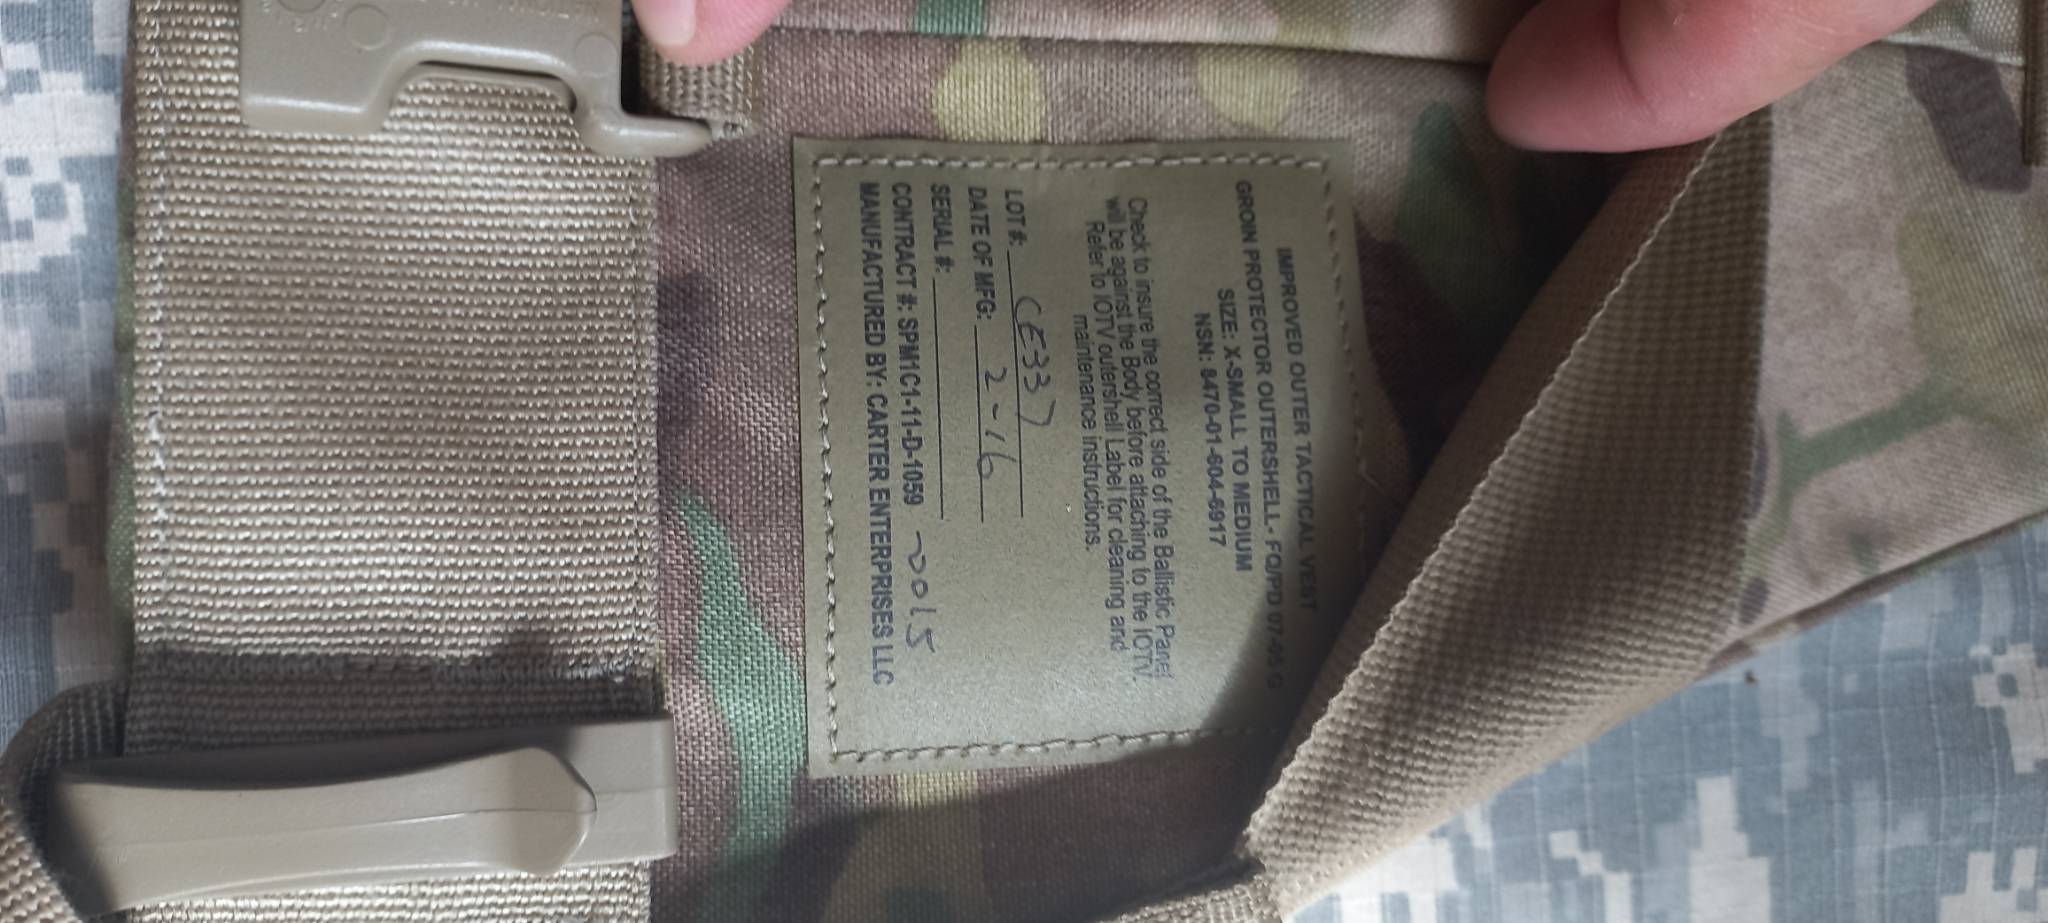 IMPROVED OUTER TACTICAL VEST
GROIN PROTECTOR OUTERSHELL- FQ/PD 07-05 G
SIZE: X-SMALL TO MEDIUM
NSN: 8470-01-604-6917
Check to insure the correct side of the Ballistic Panel
will be against the Body before attaching to the IOTV.
Refer to IOTV outershell Label for cleaning and
maintenance instructions.
LOT#: CE337
DATE OF MFG: 2-16
SERIAL #:
CONTRACT #: SPM1C1-11-D-1059 -2015
MANUFACTURED BY: CARTER ENTERPRISES LLC